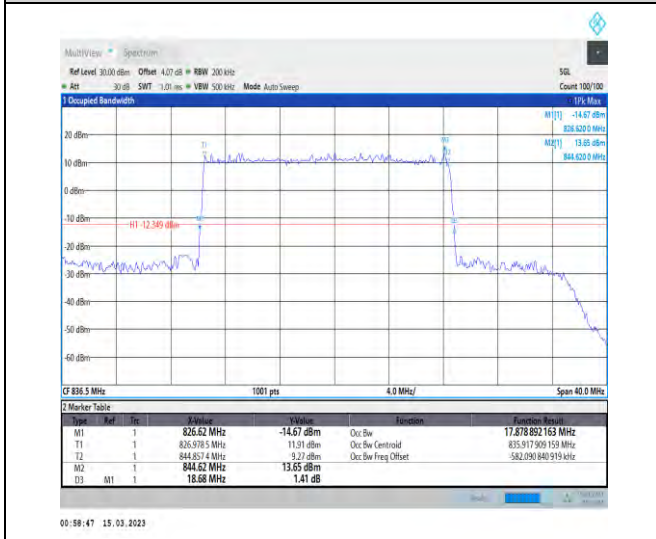 MultiView Spectrum
Ref Level 30.00 dBm Offset 4.07 dB RBW 200 kHz SGL
Att 30 dB SWT 1.01 ms VBW 500 kHz Mode Auto Sweep Count 100/100
1 Occupied Bandwidth 1Pk Max
M1[1] -14.67 dBm
826.620 0 MHz
M2[1] 13.65 dBm
844.620 0 MHz
20 dBm
10 dBm
0 dBm
-10 dBm
H1 -12.349 dBm
-20 dBm
-30 dBm
-40 dBm
-50 dBm
-60 dBm
T1
M2
CF 836.5 MHz 1001 pts 4.0 MHz/ Span 40.0 MHz
2 Marker Table
Type Ref Trc X-Value Y-Value Function Function Result
M1 1 826.62 MHz -14.67 dBm Occ Bw 17.878 892 163 MHz
T1 1 826.978 5 MHz 11.91 dBm Occ Bw Centroid 835.917 909 159 MHz
T2 1 844.857 4 MHz 9.27 dBm Occ Bw Freq Offset -582.090 840 919 kHz
M2 1 844.62 MHz 13.65 dBm
D3 M1 1 18.68 MHz 1.41 dB
00:58:47 15.03.2023